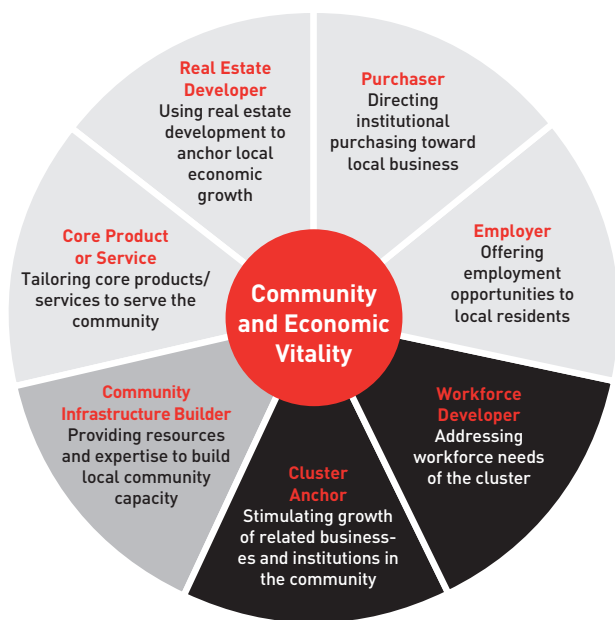 Real Estate
Developer
Using real estate
development to
anchor local
economic
growth
Purchaser
Directing
institutional
purchasing toward
local business
Employer
Offering
employment
opportunities to
local residents
Workforce
Developer
Addressing
workforce needs
of the cluster
Cluster
Anchor
Stimulating growth
of related business-
es and institutions in
the community
Community
Infrastructure Builder
Providing resources
and expertise to build
local community
capacity
Core Product
or Service
Tailoring core products/
services to serve the
community
Community
and Economic
Vitality